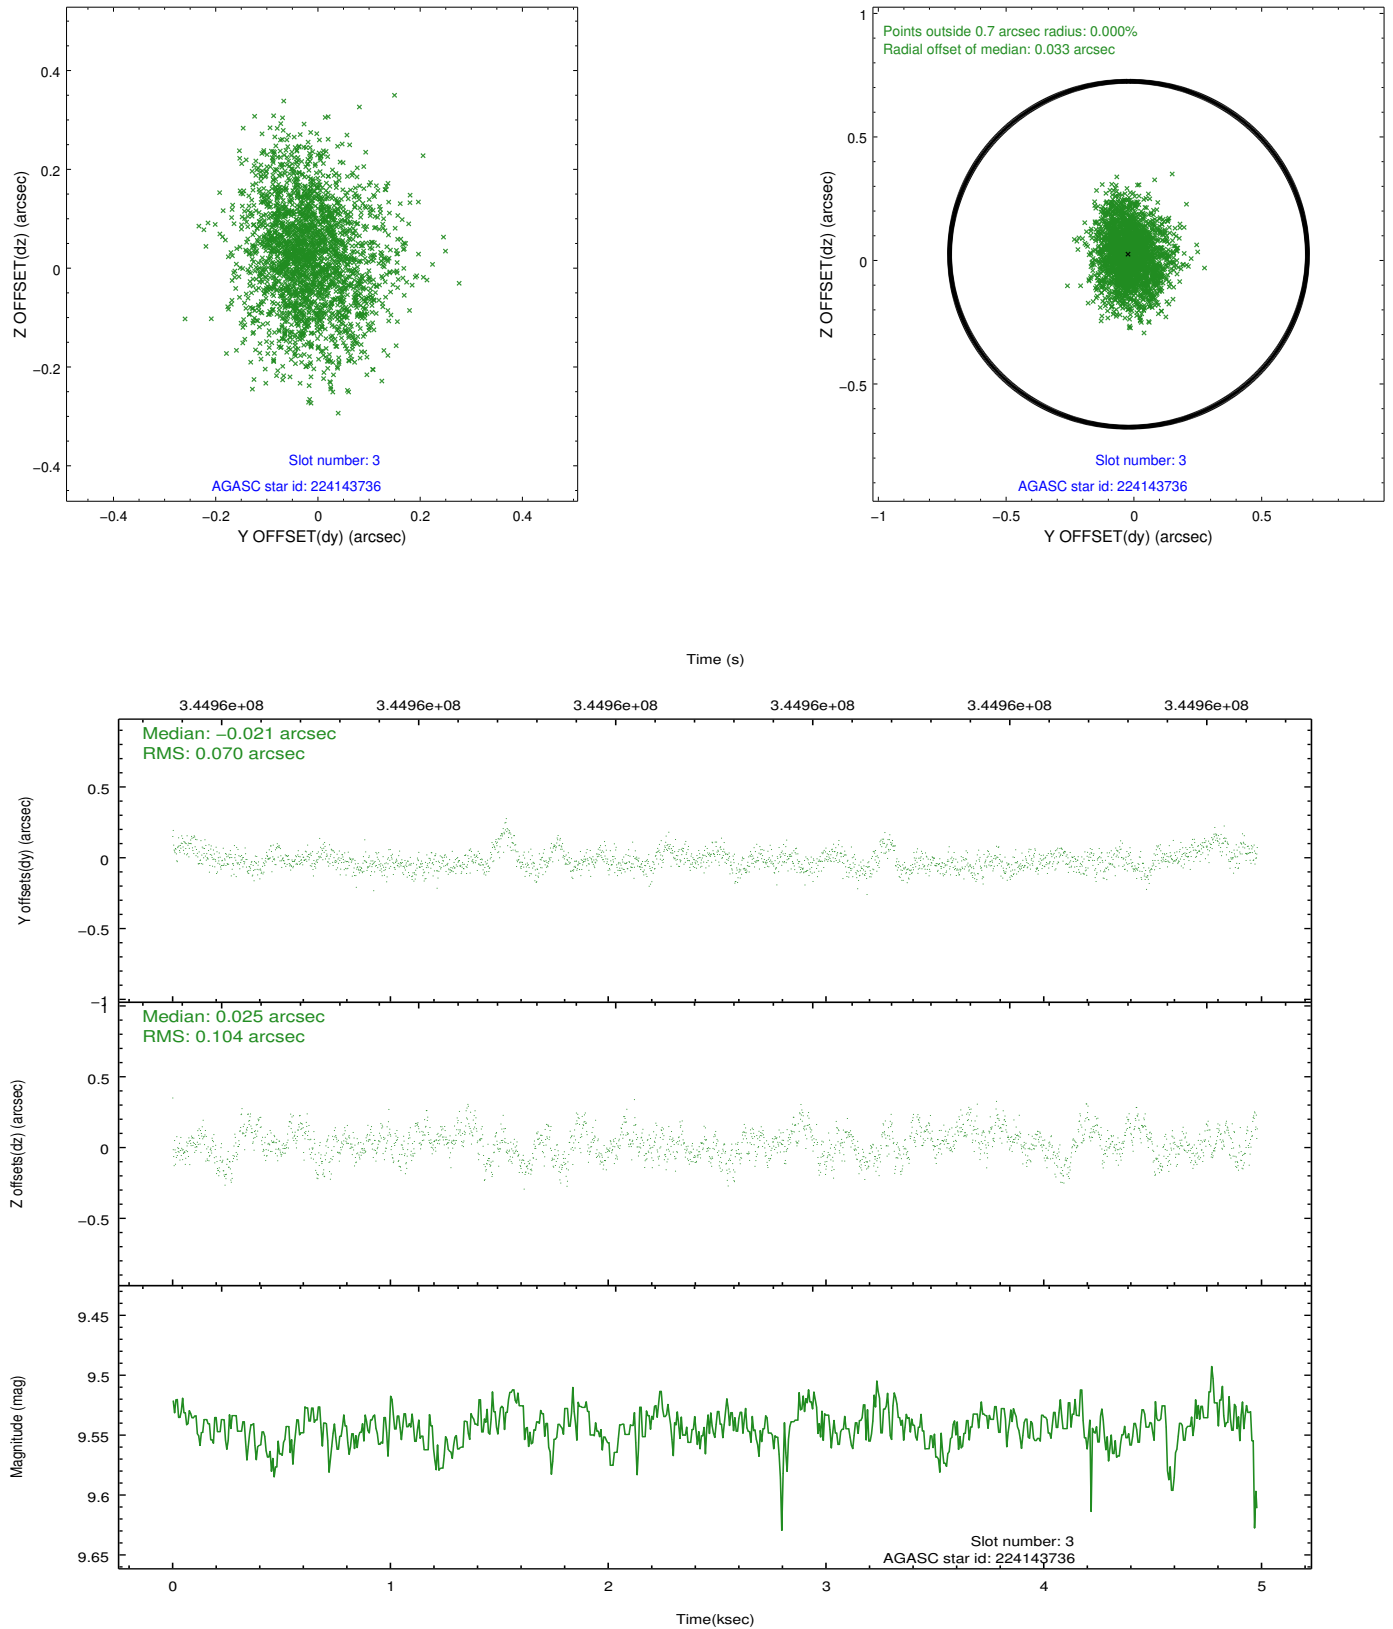 0.4
0.2
0
−0.2
−0.4
Z OFFSET(dz) (arcsec)
Slot number: 3
AGASC star id: 224143736
−0.4
−0.2
0
0.2
0.4
Y OFFSET(dy) (arcsec)
1
0.5
0
−0.5
Z OFFSET(dz) (arcsec)
Points outside 0.7 arcsec radius: 0.000%
Radial offset of median: 0.033 arcsec
Slot number: 3
AGASC star id: 224143736
−1
−0.5
0
0.5
Y OFFSET(dy) (arcsec)
Time (s)
3.4496e+08
3.4496e+08
3.4496e+08
3.4496e+08
3.4496e+08
3.4496e+08
Median: −0.021 arcsec
RMS: 0.070 arcsec
0.5
0
−0.5
−1
Y offsets(dy) (arcsec)
Median: 0.025 arcsec
RMS: 0.104 arcsec
1
0.5
0
−0.5
Z offsets(dz) (arcsec)
9.45
9.5
9.55
9.6
9.65
Magnitude (mag)
Slot number: 3
AGASC star id: 224143736
0
1
2
3
4
5
Time(ksec)